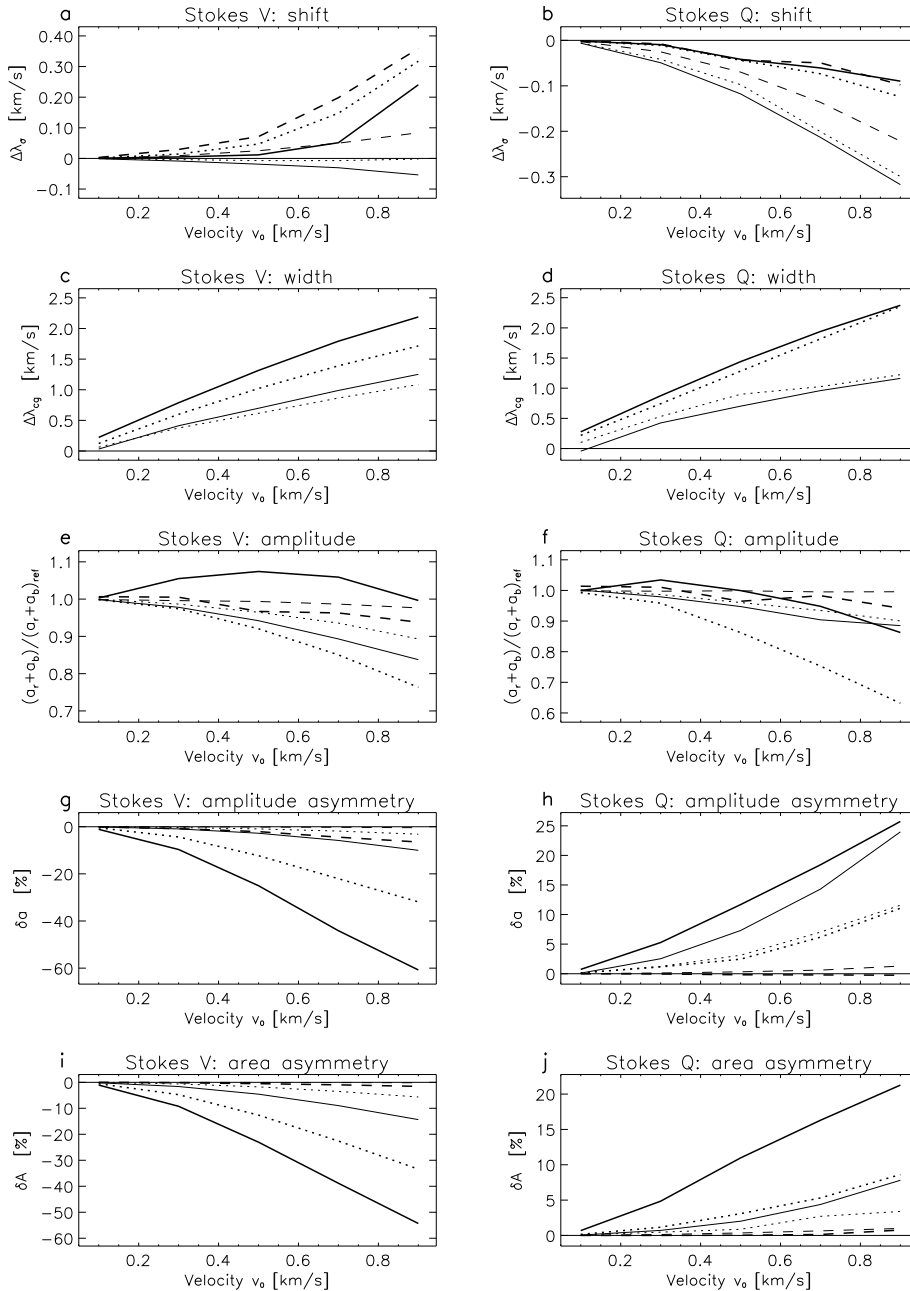 a Stokes V: shift
0.40
0.30
0.20
0.10
0
−0.1
Δλσ [km/s]
0.2 0.4 0.6 0.8
Velocity v₀ [km/s]
b Stokes Q: shift
0
−0.1
−0.2
−0.3
Δλσ [km/s]
0.2 0.4 0.6 0.8
Velocity v₀ [km/s]
c Stokes V: width
2.5
2.0
1.5
1.0
0.5
0
Δλcg [km/s]
0.2 0.4 0.6 0.8
Velocity v₀ [km/s]
d Stokes Q: width
2.5
2.0
1.5
1.0
0.5
0
Δλcg [km/s]
0.2 0.4 0.6 0.8
Velocity v₀ [km/s]
e Stokes V: amplitude
1.1
1.0
0.9
0.8
0.7
(ar+ab)/(ar+ab)ref
0.2 0.4 0.6 0.8
Velocity v₀ [km/s]
f Stokes Q: amplitude
1.1
1.0
0.9
0.8
0.7
0.6
(ar+ab)/(ar+ab)ref
0.2 0.4 0.6 0.8
Velocity v₀ [km/s]
g Stokes V: amplitude asymmetry
0
−20
−40
−60
δa [%]
0.2 0.4 0.6 0.8
Velocity v₀ [km/s]
h Stokes Q: amplitude asymmetry
25
20
15
10
5
0
δa [%]
0.2 0.4 0.6 0.8
Velocity v₀ [km/s]
i Stokes V: area asymmetry
0
−10
−20
−30
−40
−50
−60
δA [%]
0.2 0.4 0.6 0.8
Velocity v₀ [km/s]
j Stokes Q: area asymmetry
20
15
10
5
0
δA [%]
0.2 0.4 0.6 0.8
Velocity v₀ [km/s]